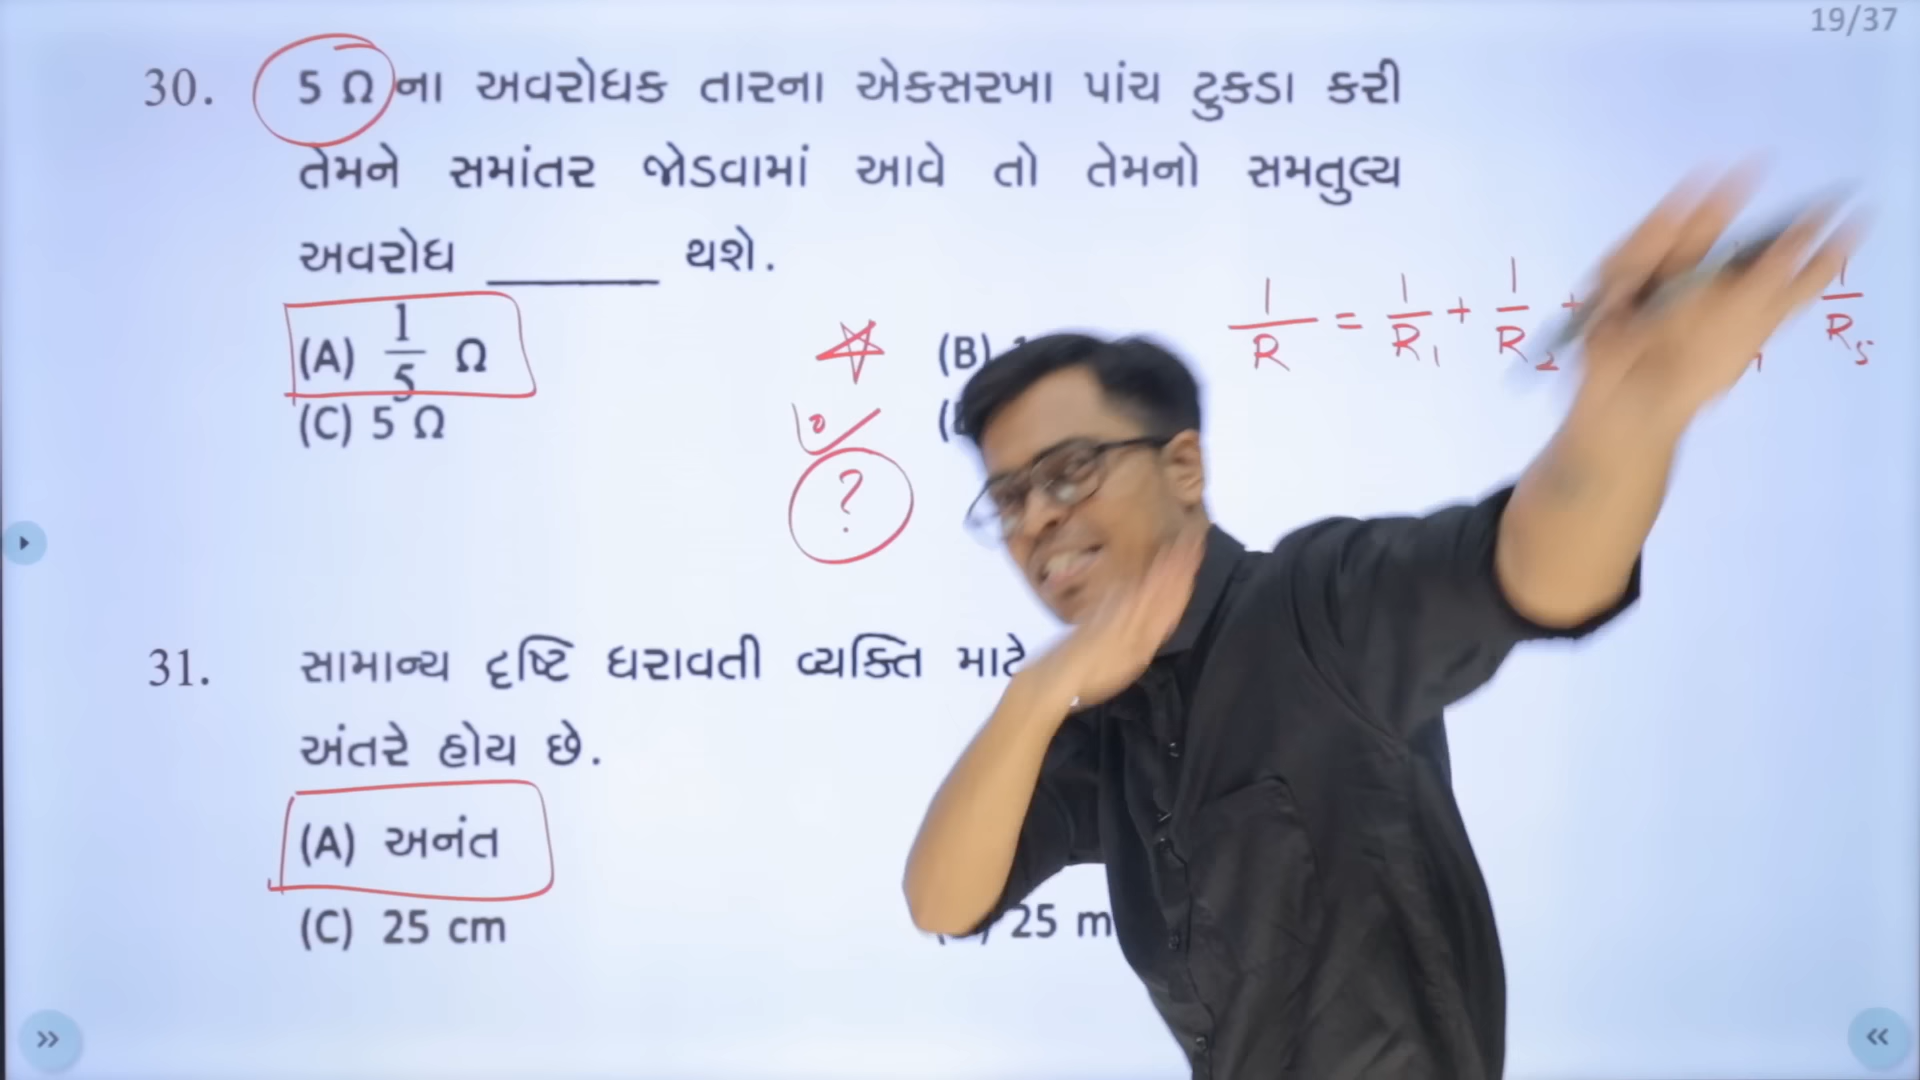 19/37
30. 5 Ω ના અવરોધક તારના એકસરખા પાંચ ટુકડા કરી
તેમને સમાંતર જોડવામાં આવે તો તેમનો સમતુલ્ય
અવરોધ ______ થશે.
(A) 1/5 Ω (B)
(C) 5 Ω
1/R = 1/R₁ + 1/R₂ + 1/R₅
?
31. સામાન્ય દૃષ્ટિ ધરાવતી વ્યક્તિ માટે
અંતરે હોય છે.
(A) અનંત
(C) 25 cm 25 m